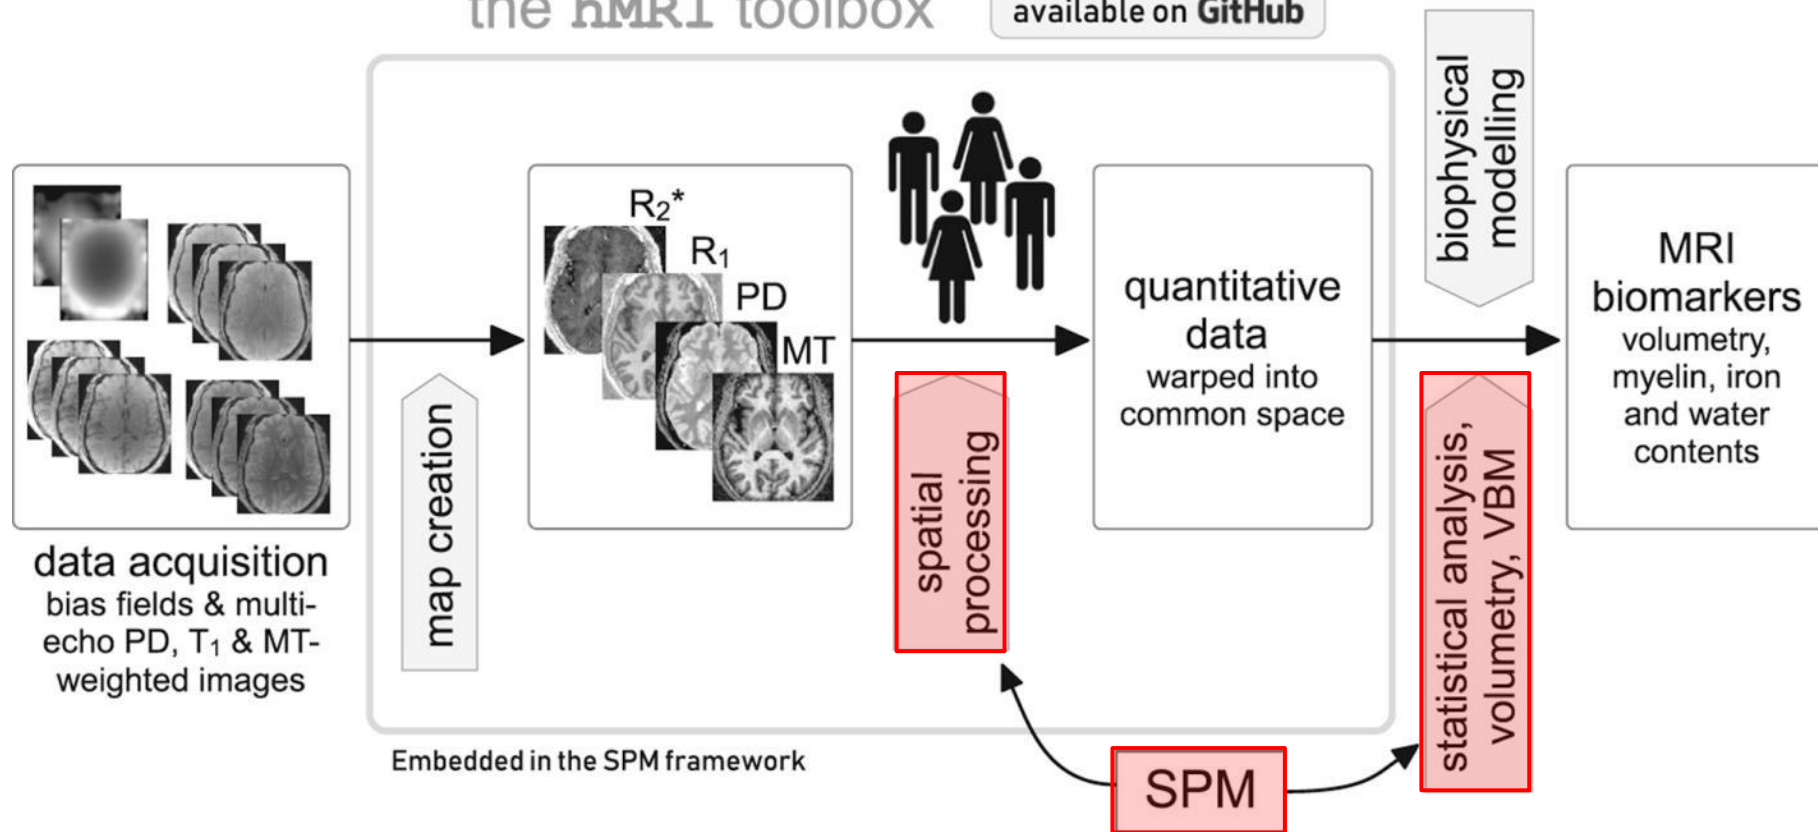 the hMRI toolbox
available on GitHub
R2*
R1
PD
MT
data acquisition
bias fields & multi-
echo PD, T1 & MT-
weighted images
map creation
spatial
processing
quantitative
data
warped into
common space
biophysical
modelling
statistical analysis,
volumetry, VBM
MRI
biomarkers
volumetry,
myelin, iron
and water
contents
Embedded in the SPM framework
SPM